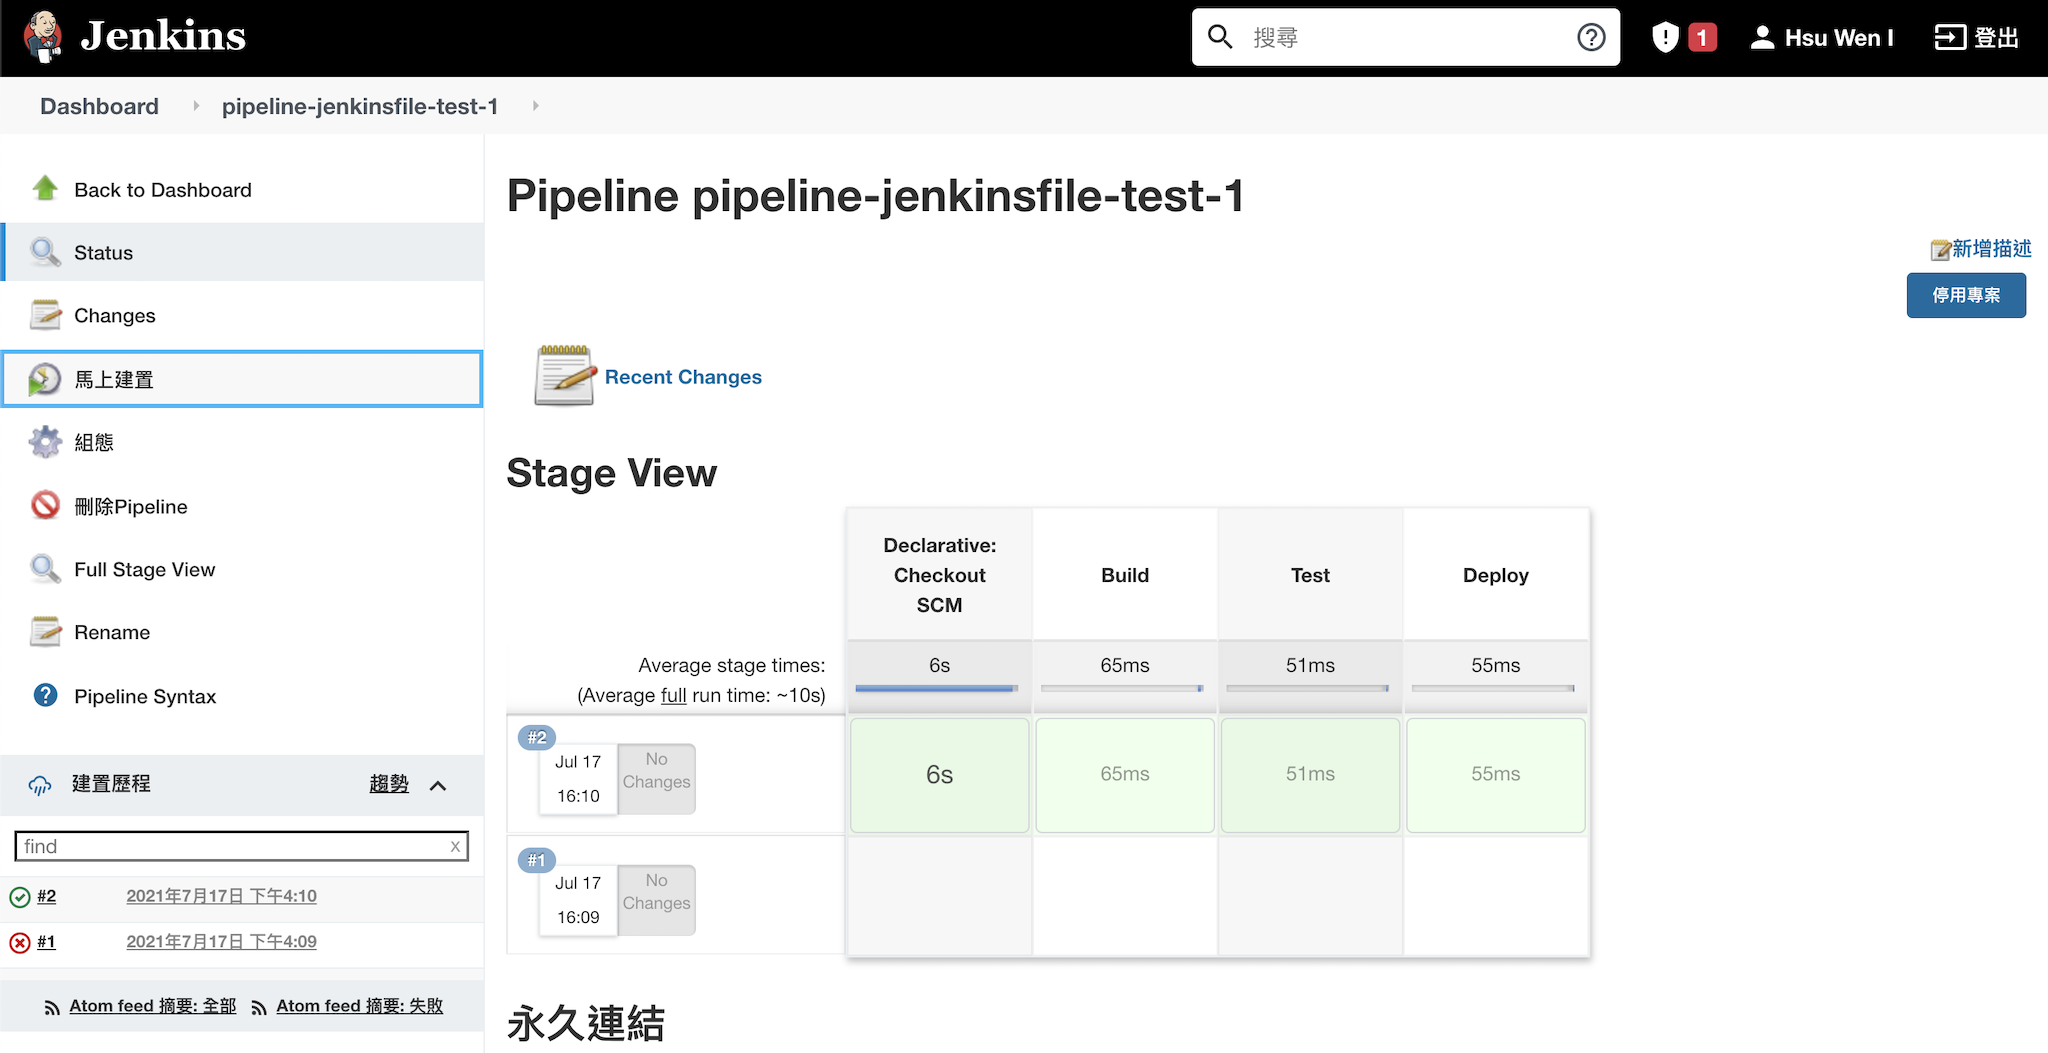 Jenkins
搜尋
1
Hsu Wen I
登出
Dashboard
pipeline-jenkinsfile-test-1
Back to Dashboard
Status
Changes
馬上建置
組態
刪除Pipeline
Full Stage View
Rename
Pipeline Syntax
建置歷程
趨勢
find
x
#2
2021年7月17日 下午4:10
#1
2021年7月17日 下午4:09
Atom feed 摘要: 全部
Atom feed 摘要: 失敗
Pipeline pipeline-jenkinsfile-test-1
新增描述
停用專案
Recent Changes
Stage View
Declarative:
Checkout
SCM
Build
Test
Deploy
Average stage times:
(Average full run time: ~10s)
6s
65ms
51ms
55ms
#2
Jul 17
16:10
No
Changes
6s
65ms
51ms
55ms
#1
Jul 17
16:09
No
Changes
永久連結